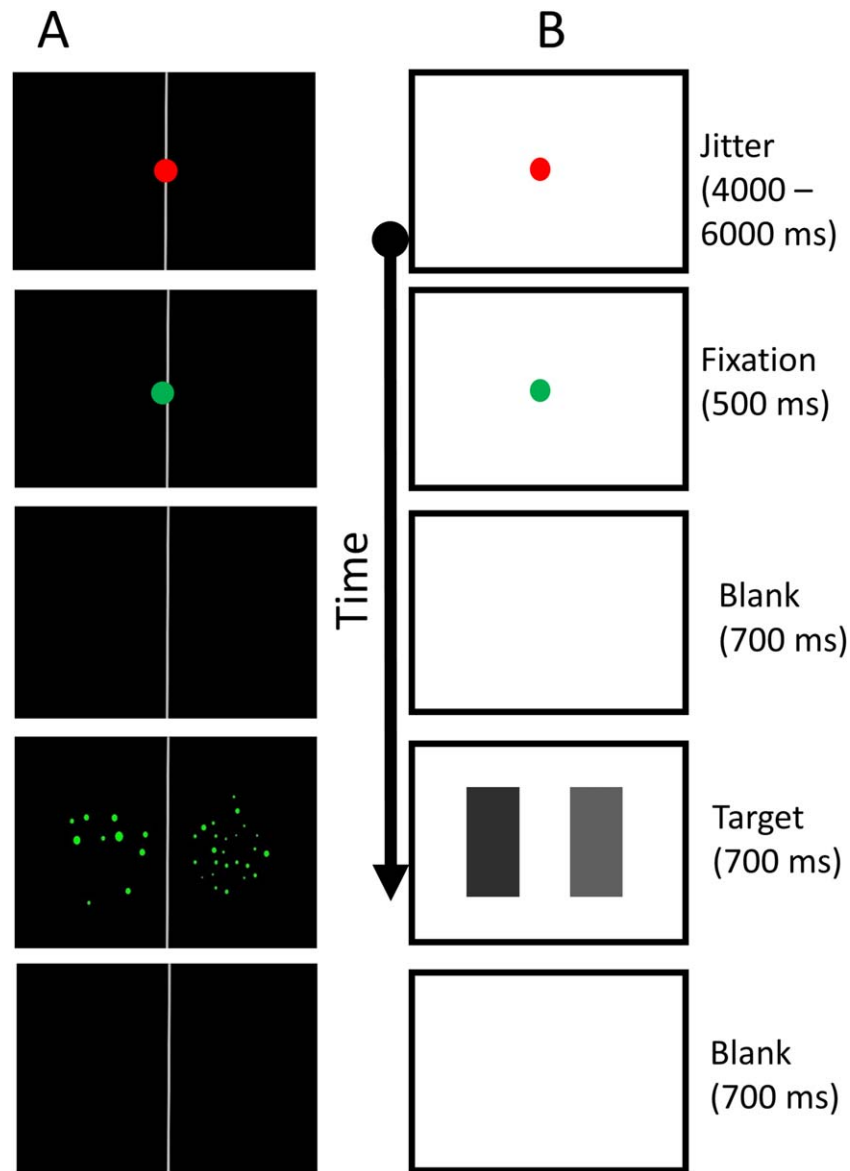 A
B
Jitter
(4000 –
6000 ms)
Fixation
(500 ms)
Time
Blank
(700 ms)
Target
(700 ms)
Blank
(700 ms)